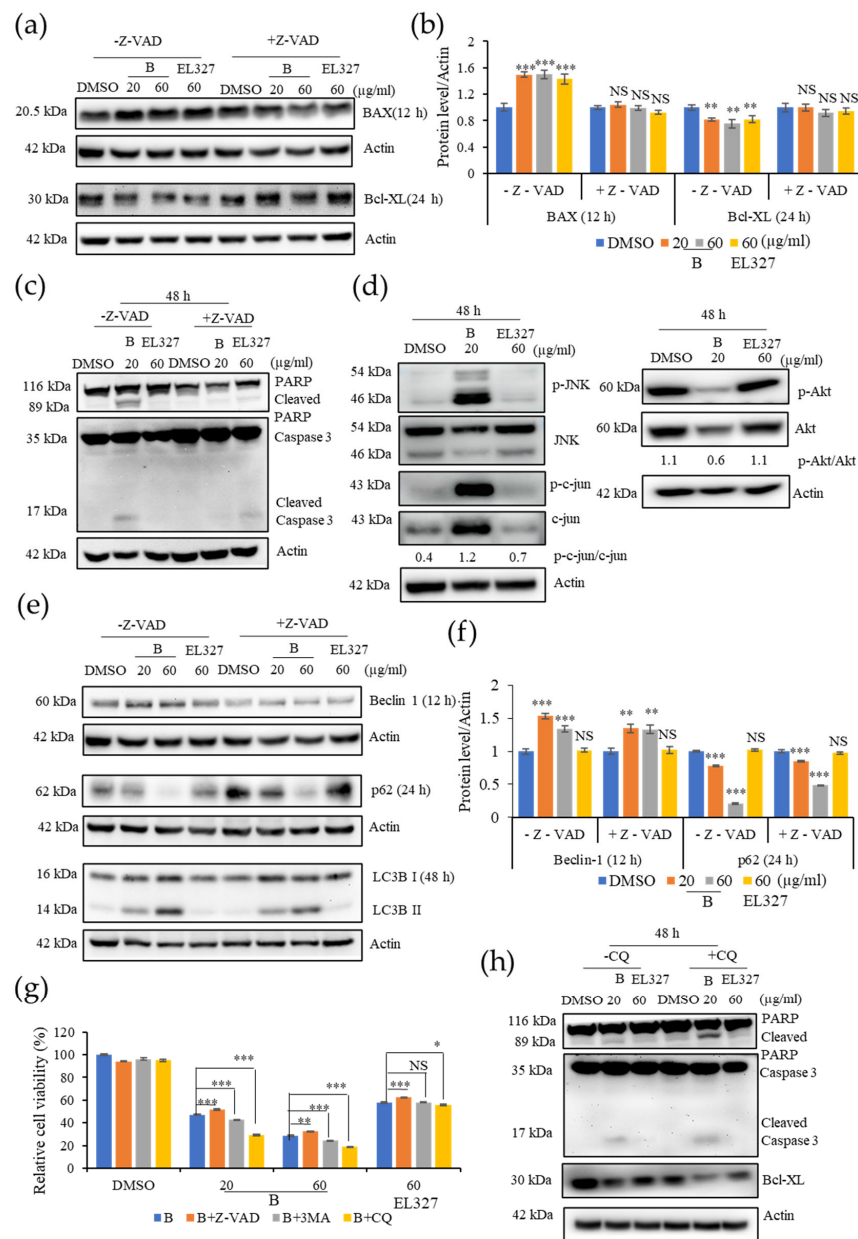 (a)
-Z-VAD +Z-VAD
B EL327 B EL327
DMSO 20 60 60 DMSO 20 60 60 (µg/ml)
20.5 kDa BAX(12 h)
42 kDa Actin
30 kDa Bcl-XL(24 h)
42 kDa Actin
(b)
Protein level/Actin
2
1.6
1.2
0.8
0.4
0
*** *** *** NS NS NS ** ** ** NS NS NS
- Z - VAD + Z - VAD - Z - VAD + Z - VAD
BAX (12 h) Bcl-XL (24 h)
DMSO 20 60 60 (µg/ml)
B EL327
(c)
48 h
-Z-VAD +Z-VAD
B EL327 B EL327
DMSO 20 60 DMSO 20 60 (µg/ml)
116 kDa PARP
89 kDa Cleaved
PARP
35 kDa Caspase 3
Cleaved
17 kDa Caspase 3
42 kDa Actin
(d)
48 h
B EL327
DMSO 20 60 (µg/ml)
54 kDa
p-JNK
46 kDa
54 kDa
JNK
46 kDa
43 kDa p-c-jun
43 kDa c-jun
0.4 1.2 0.7 p-c-jun/c-jun
42 kDa Actin
48 h
B EL327
DMSO 20 60 (µg/ml)
60 kDa p-Akt
60 kDa Akt
1.1 0.6 1.1 p-Akt/Akt
42 kDa Actin
(e)
-Z-VAD +Z-VAD
B EL327 B EL327
DMSO 20 60 60 DMSO 20 60 60 (µg/ml)
60 kDa Beclin 1 (12 h)
42 kDa Actin
62 kDa p62 (24 h)
42 kDa Actin
16 kDa LC3B I (48 h)
14 kDa LC3B II
42 kDa Actin
(f)
Protein level/Actin
2
1.5
1
0.5
0
*** *** NS ** ** NS *** *** NS *** *** NS
- Z - VAD + Z - VAD - Z - VAD + Z - VAD
Beclin-1 (12 h) p62 (24 h)
DMSO 20 60 60 (µg/ml)
B EL327
(g)
Relative cell viability (%)
120
100
80
60
40
20
0
*** *** *** ** *** *** *** NS *
DMSO 20 60 60
B EL327
B B+Z-VAD B+3MA B+CQ
(h)
48 h
-CQ +CQ
B EL327 B EL327
DMSO 20 60 DMSO 20 60 (µg/ml)
116 kDa PARP
89 kDa Cleaved
PARP
35 kDa Caspase 3
Cleaved
17 kDa Caspase 3
30 kDa Bcl-XL
42 kDa Actin